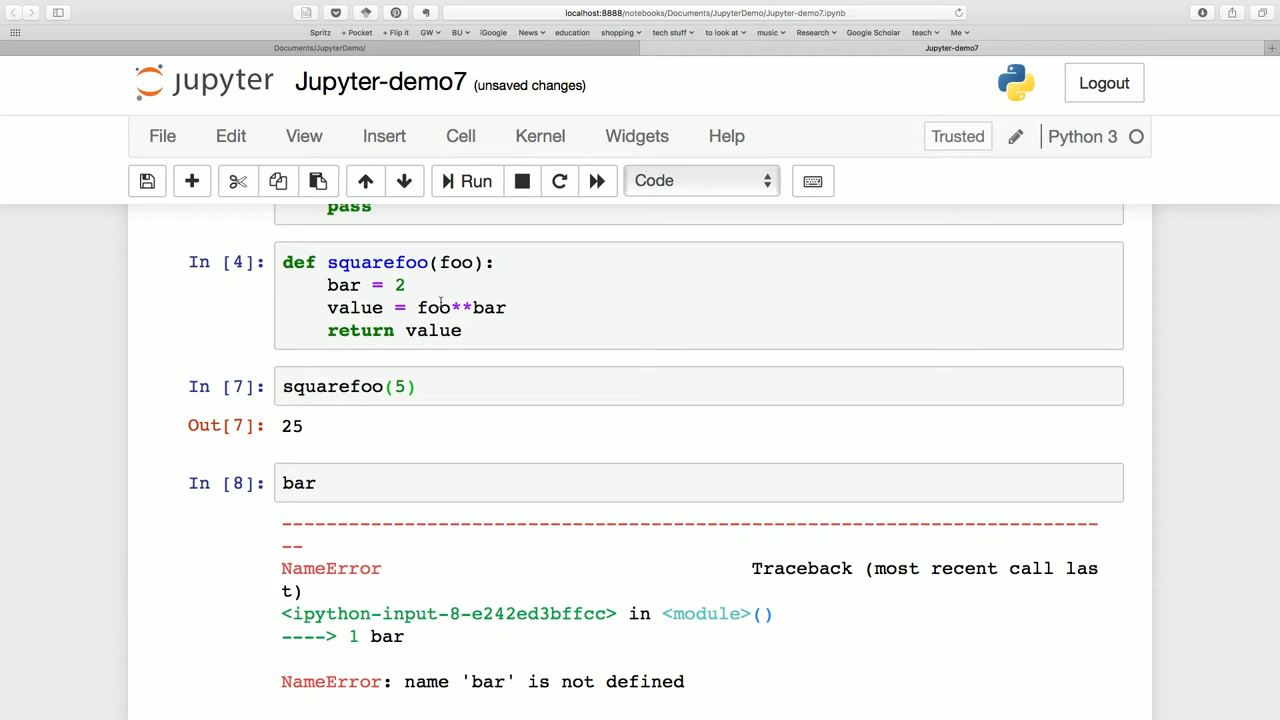 localhost:8888/notebooks/Documents/JupyterDemo/Jupyter-demo7.ipynb
Spritz + Pocket + Flip it GW BU iGoogle News education shopping tech stuff to look at music Research Google Scholar teach Me
Documents/JupyterDemo/ Jupyter-demo7
jupyter Jupyter-demo7 (unsaved changes) Logout
File Edit View Insert Cell Kernel Widgets Help Trusted Python 3
Run Code
pass
In [4]: def squarefoo(foo):
bar = 2
value = foo**bar
return value
In [7]: squarefoo(5)
Out[7]: 25
In [8]: bar
---------------------------------------------------------------------------
--
NameError Traceback (most recent call las
t)
<ipython-input-8-e242ed3bffcc> in <module>()
----> 1 bar
NameError: name 'bar' is not defined